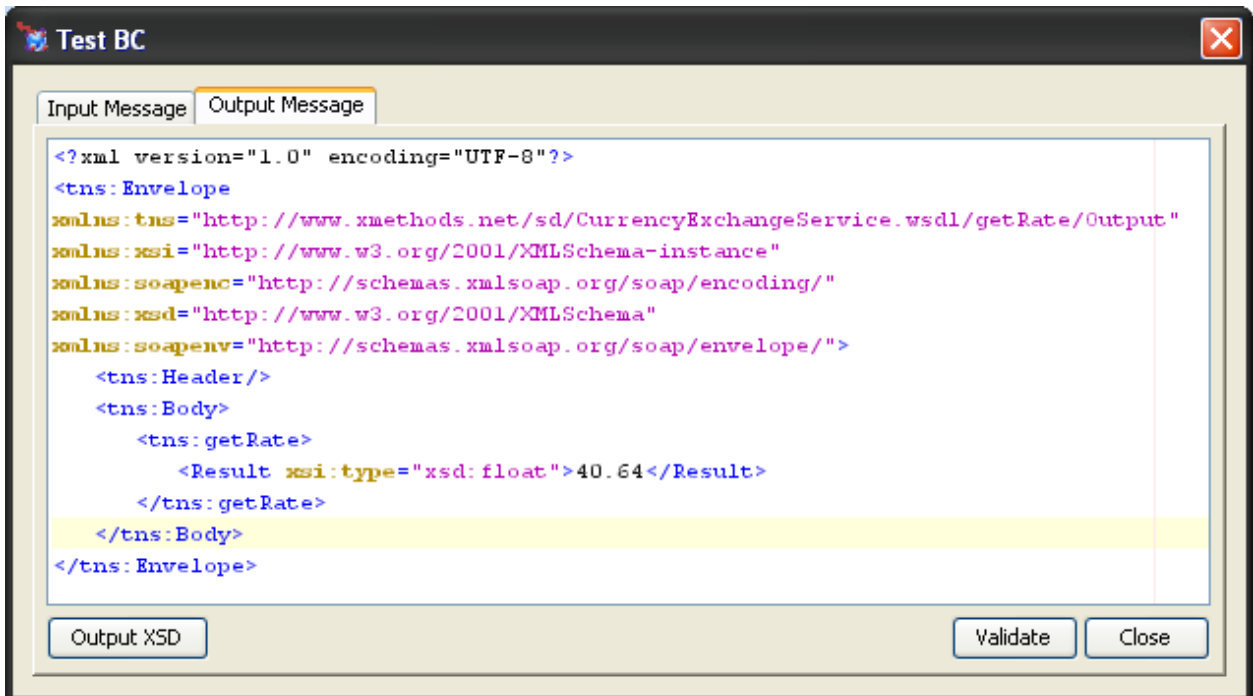 Test BC
Input Message Output Message
<?xml version="1.0" encoding="UTF-8"?>
<tns:Envelope
xmlns:tns="http://www.xmethods.net/sd/CurrencyExchangeService.wsdl/getRate/Output"
xmlns:xsi="http://www.w3.org/2001/XMLSchema-instance"
xmlns:soapenc="http://schemas.xmlsoap.org/soap/encoding/"
xmlns:xsd="http://www.w3.org/2001/XMLSchema"
xmlns:soapenv="http://schemas.xmlsoap.org/soap/envelope/">
<tns:Header/>
<tns:Body>
<tns:getRate>
<Result xsi:type="xsd:float">40.64</Result>
</tns:getRate>
</tns:Body>
</tns:Envelope>
Output XSD Validate Close